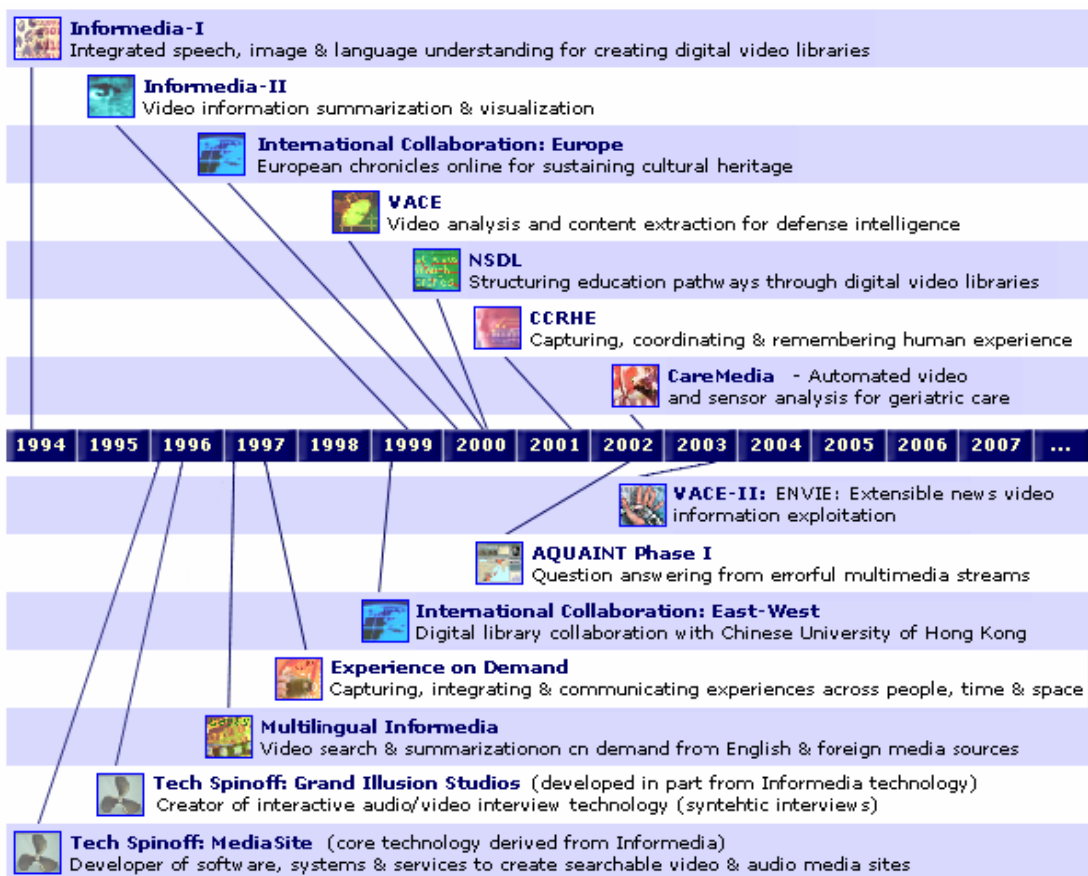 Informedia-I
Integrated speech, image & language understanding for creating digital video libraries
Informedia-II
Video information summarization & visualization
International Collaboration: Europe
European chronicles online for sustaining cultural heritage
VACE
Video analysis and content extraction for defense intelligence
NSDL
Structuring education pathways through digital video libraries
CCRHE
Capturing, coordinating & remembering human experience
CareMedia - Automated video
and sensor analysis for geriatric care
1994 1995 1996 1997 1998 1999 2000 2001 2002 2003 2004 2005 2006 2007 ...
VACE-II: ENVIE: Extensible news video
information exploitation
AQUAINT Phase I
Question answering from errorful multimedia streams
International Collaboration: East-West
Digital library collaboration with Chinese University of Hong Kong
Experience on Demand
Capturing, integrating & communicating experiences across people, time & space
Multilingual Informedia
Video search & summarizationon cn demand from English & foreign media sources
Tech Spinoff: Grand Illusion Studios (developed in part from Informedia technology)
Creator of interactive audio/video interview technology (syntehtic interviews)
Tech Spinoff: MediaSite (core technology derived from Informedia)
Developer of software, systems & services to create searchable video & audio media sites